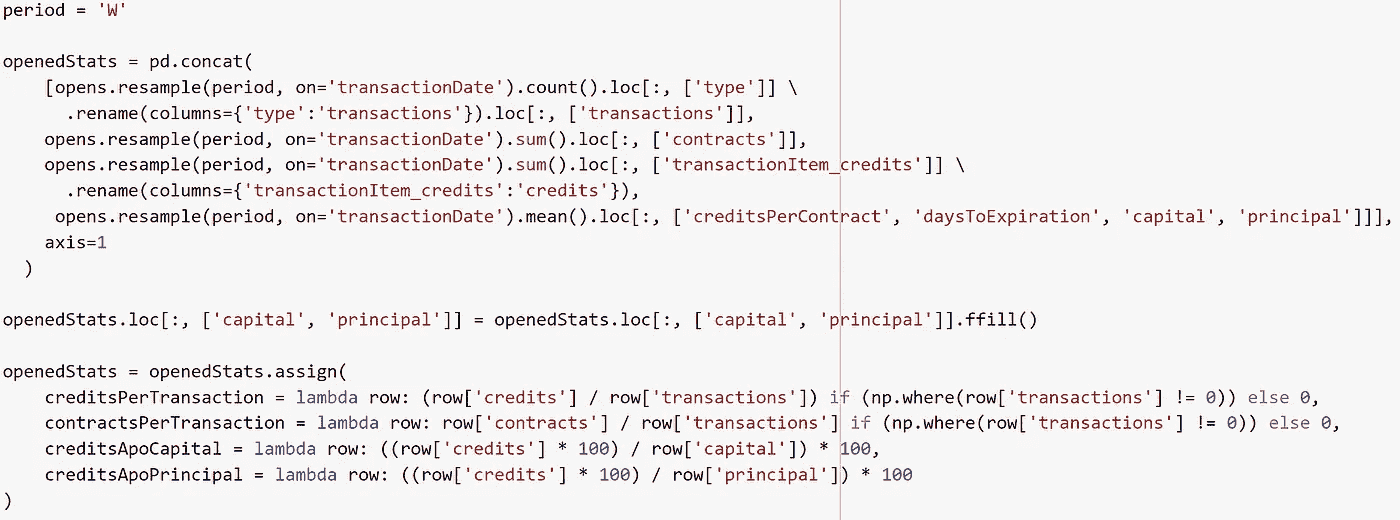 period = 'W'

openedStats = pd.concat(
    [opens.resample(period, on='transactionDate').count().loc[:, ['type']] \
      .rename(columns={'type':'transactions'}).loc[:, ['transactions']],
    opens.resample(period, on='transactionDate').sum().loc[:, ['contracts']],
    opens.resample(period, on='transactionDate').sum().loc[:, ['transactionItem_credits']] \
      .rename(columns={'transactionItem_credits':'credits'}),
     opens.resample(period, on='transactionDate').mean().loc[:, ['creditsPerContract', 'daysToExpiration', 'capital', 'principal']]],
    axis=1
  )

openedStats.loc[:, ['capital', 'principal']] = openedStats.loc[:, ['capital', 'principal']].ffill()

openedStats = openedStats.assign(
    creditsPerTransaction = lambda row: (row['credits'] / row['transactions']) if (np.where(row['transactions'] != 0)) else 0,
    contractsPerTransaction = lambda row: row['contracts'] / row['transactions'] if (np.where(row['transactions'] != 0)) else 0,
    creditsApoCapital = lambda row: ((row['credits'] * 100) / row['capital']) * 100,
    creditsApoPrincipal = lambda row: ((row['credits'] * 100) / row['principal']) * 100
)